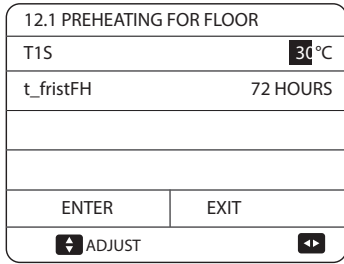 12.1 PREHEATING FOR FLOOR
T1S 30°C
t_fristFH 72 HOURS
ENTER EXIT
ADJUST